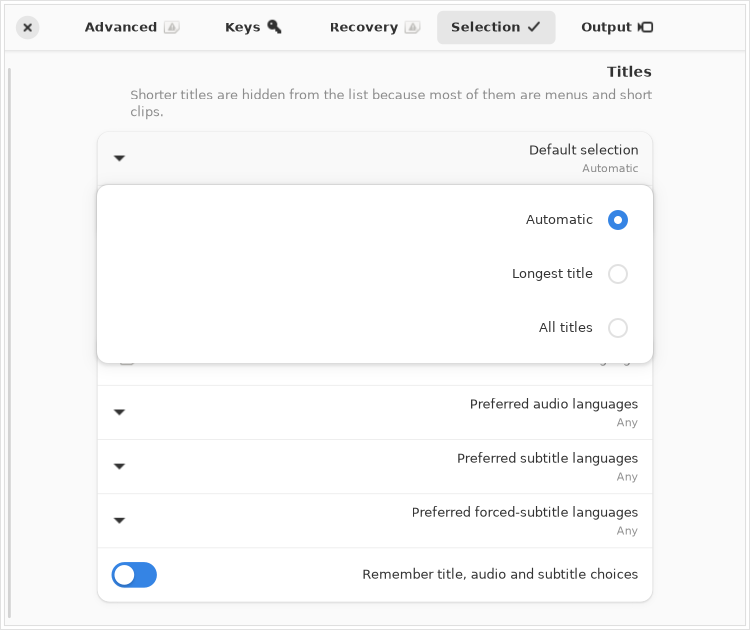 Advanced
Keys
Recovery
Selection
Output
Titles
Shorter titles are hidden from the list because most of them are menus and short
clips.
Default selection
Automatic
Automatic
Longest title
All titles
Preferred audio languages
Any
Preferred subtitle languages
Any
Preferred forced-subtitle languages
Any
Remember title, audio and subtitle choices